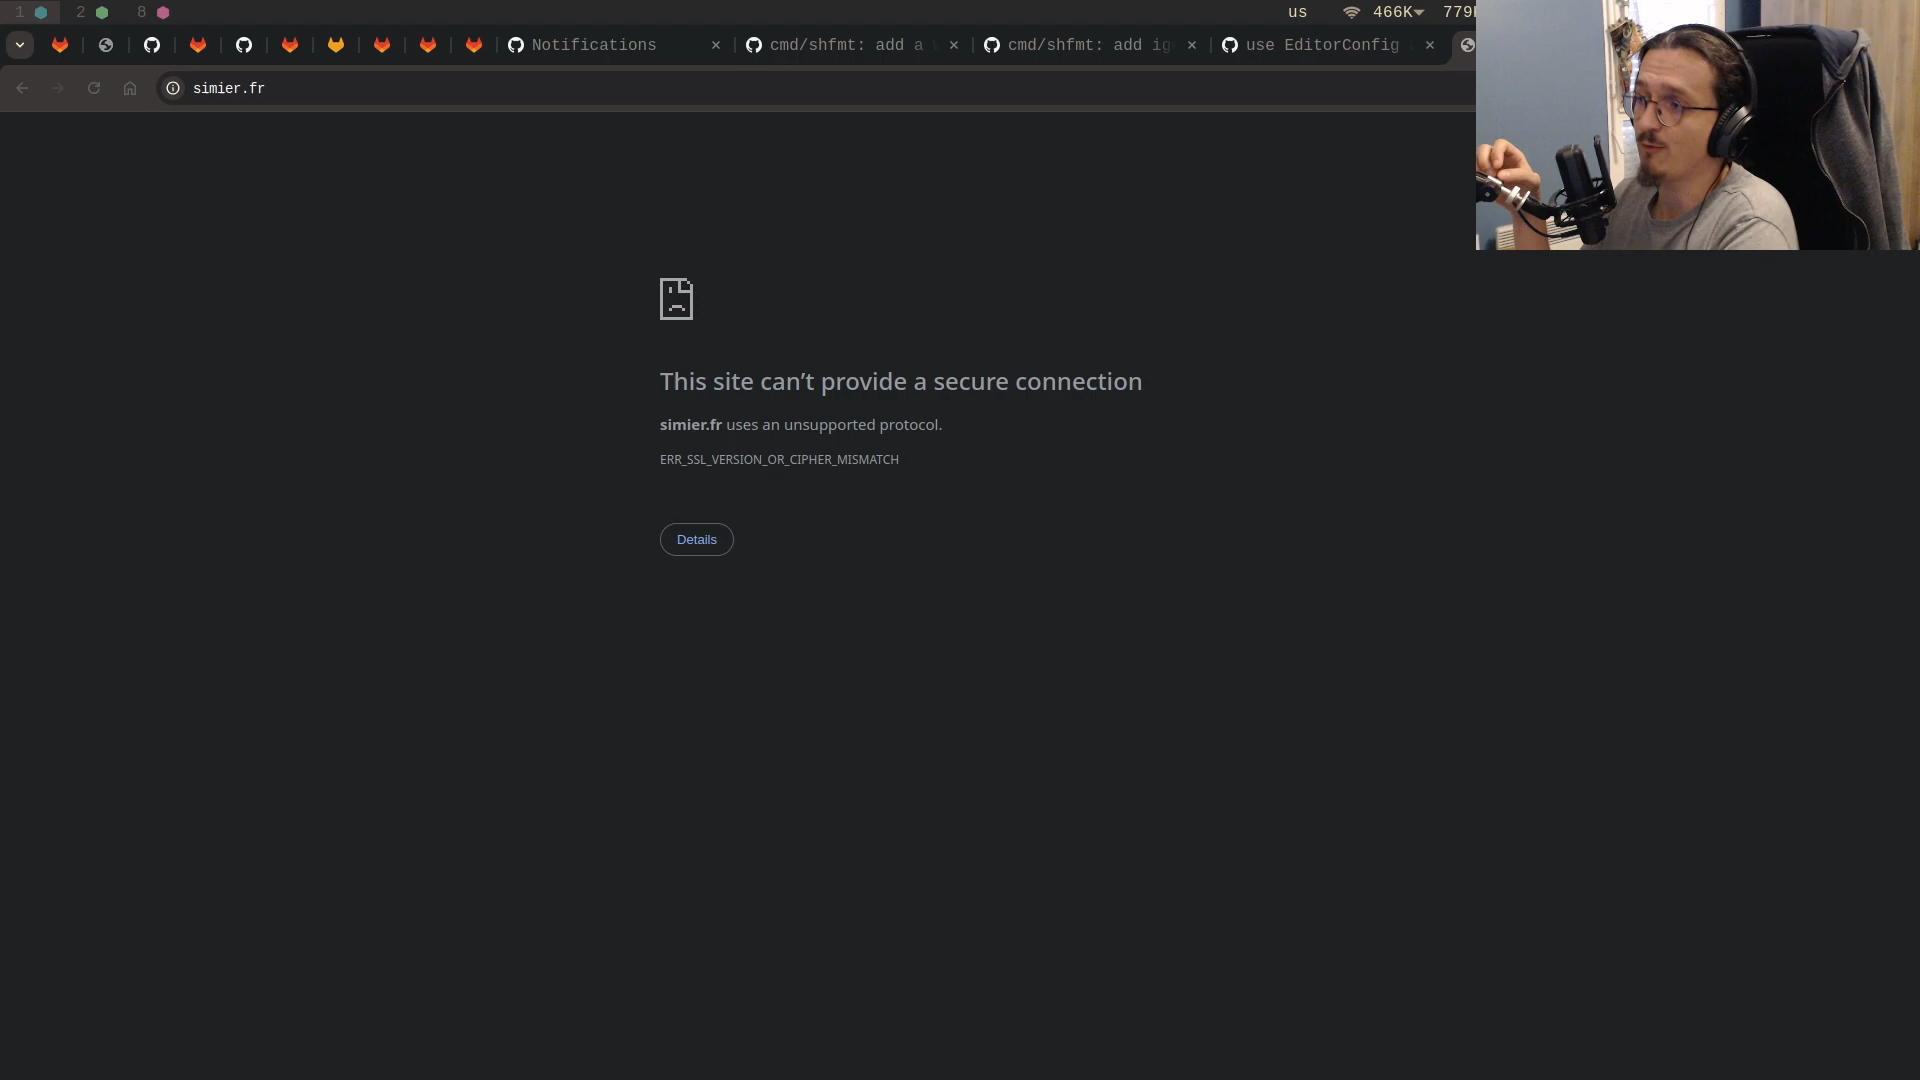 1 2 8 us 466K 779K
Notifications cmd/shfmt: add a cmd/shfmt: add ig use EditorConfig
simier.fr
This site can’t provide a secure connection
simier.fr uses an unsupported protocol.
ERR_SSL_VERSION_OR_CIPHER_MISMATCH
Details